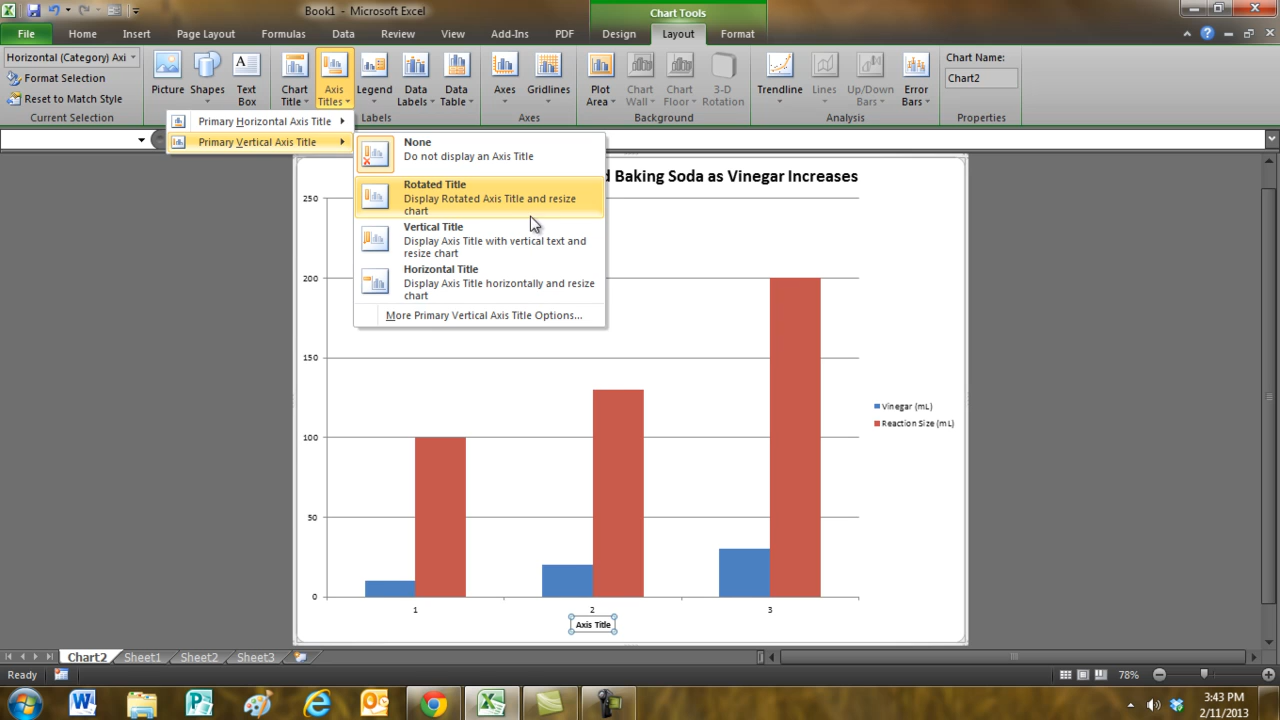 Book1 - Microsoft Excel
Chart Tools
File Home Insert Page Layout Formulas Data Review View Add-Ins PDF Design Layout Format
Horizontal (Category) Axi
Format Selection
Reset to Match Style
Current Selection
Picture Shapes Text Box
Chart Title Axis Titles Legend Data Labels Data Table
Labels
Axes Gridlines
Axes
Plot Area Chart Wall Chart Floor 3-D Rotation
Background
Trendline Lines Up/Down Bars Error Bars
Analysis
Chart Name:
Chart2
Properties
Primary Horizontal Axis Title
Primary Vertical Axis Title
None
Do not display an Axis Title
Rotated Title
Display Rotated Axis Title and resize
chart
Vertical Title
Display Axis Title with vertical text and
resize chart
Horizontal Title
Display Axis Title horizontally and resize
chart
More Primary Vertical Axis Title Options...
Baking Soda as Vinegar Increases
250
200
150
100
50
0
1 2 3
Axis Title
Vinegar (mL)
Reaction Size (mL)
Chart2 Sheet1 Sheet2 Sheet3
Ready
78%
3:43 PM
2/11/2013